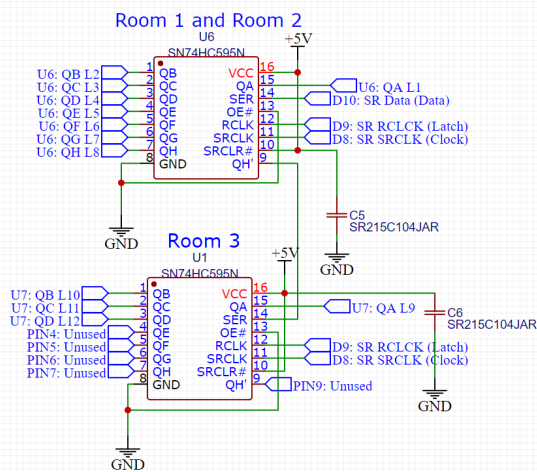 Room 1 and Room 2
U6
SN74HC595N
+5V
U6: QB L2 1 QB VCC 16
U6: QC L3 2 QC QA 15 U6: QA L1
U6: QD L4 3 QD SER 14 D10: SR Data (Data)
U6: QE L5 4 QE OE# 13
U6: QF L6 5 QF RCLK 12 D9: SR RCLCK (Latch)
U6: QG L7 6 QG SRCLK 11 D8: SR SRCLK (Clock)
U6: QH L8 7 QH SRCLR# 10
8 GND QH' 9
C5
SR215C104JAR
GND
GND
Room 3
U1
SN74HC595N
+5V
U7: QB L10 1 QB VCC 16
U7: QC L11 2 QC QA 15 U7: QA L9
U7: QD L12 3 QD SER 14
PIN4: Unused 4 QE OE# 13
PIN5: Unused 5 QF RCLK 12 D9: SR RCLCK (Latch)
PIN6: Unused 6 QG SRCLK 11 D8: SR SRCLK (Clock)
PIN7: Unused 7 QH SRCLR# 10
8 GND QH' 9 PIN9: Unused
C6
SR215C104JAR
GND
GND